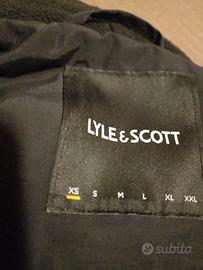 LYLE & SCOTT
XS S M L XL XXL
subito